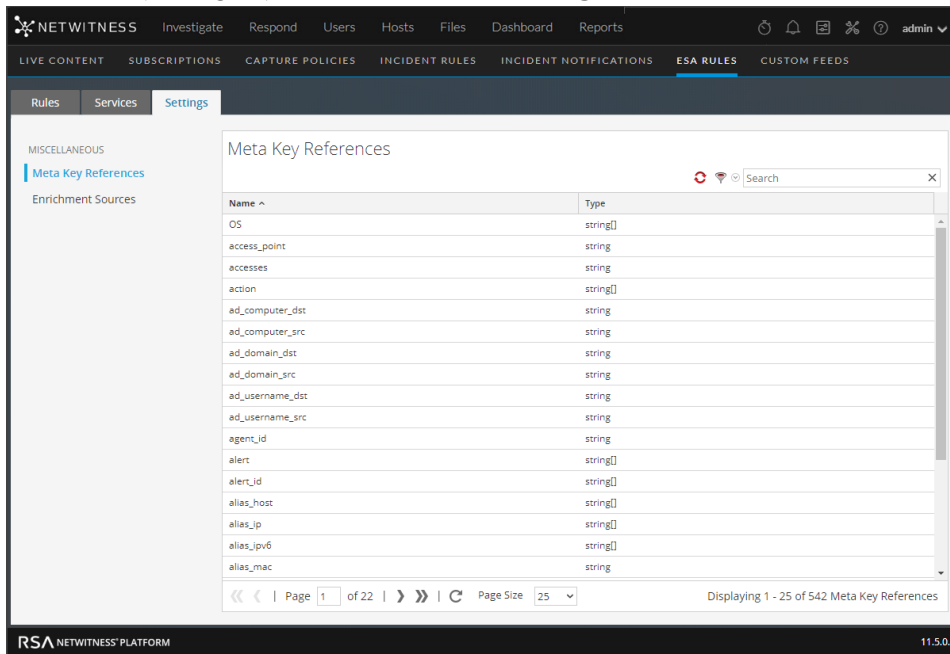 NETWITNESS Investigate Respond Users Hosts Files Dashboard Reports admin
LIVE CONTENT SUBSCRIPTIONS CAPTURE POLICIES INCIDENT RULES INCIDENT NOTIFICATIONS ESA RULES CUSTOM FEEDS
Rules Services Settings
MISCELLANEOUS
Meta Key References
Enrichment Sources
Meta Key References
Search
Name Type
OS string[]
access_point string
accesses string
action string[]
ad_computer_dst string
ad_computer_src string
ad_domain_dst string
ad_domain_src string
ad_username_dst string
ad_username_src string
agent_id string
alert string[]
alert_id string[]
alias_host string[]
alias_ip string[]
alias_ipv6 string[]
alias_mac string
Page 1 of 22 Page Size 25 Displaying 1 - 25 of 542 Meta Key References
RSA NETWITNESS® PLATFORM 11.5.0.